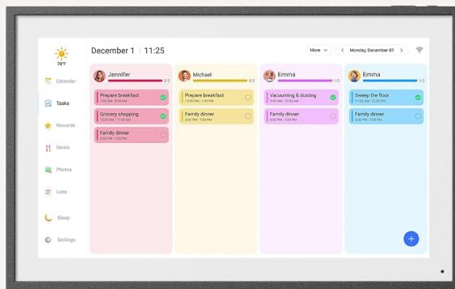 78°F
Calendar
Tasks
Rewards
Meals
Photos
Lists
Sleep
Settings
December 1 11:25
More
Monday, December 01
Jennifer
Prepare breakfast
Grocery shopping
Family dinner
Michael
Prepare breakfast
Family dinner
Emma
Vacuuming & dusting
Family dinner
Emma
Sweep the floor
Family dinner